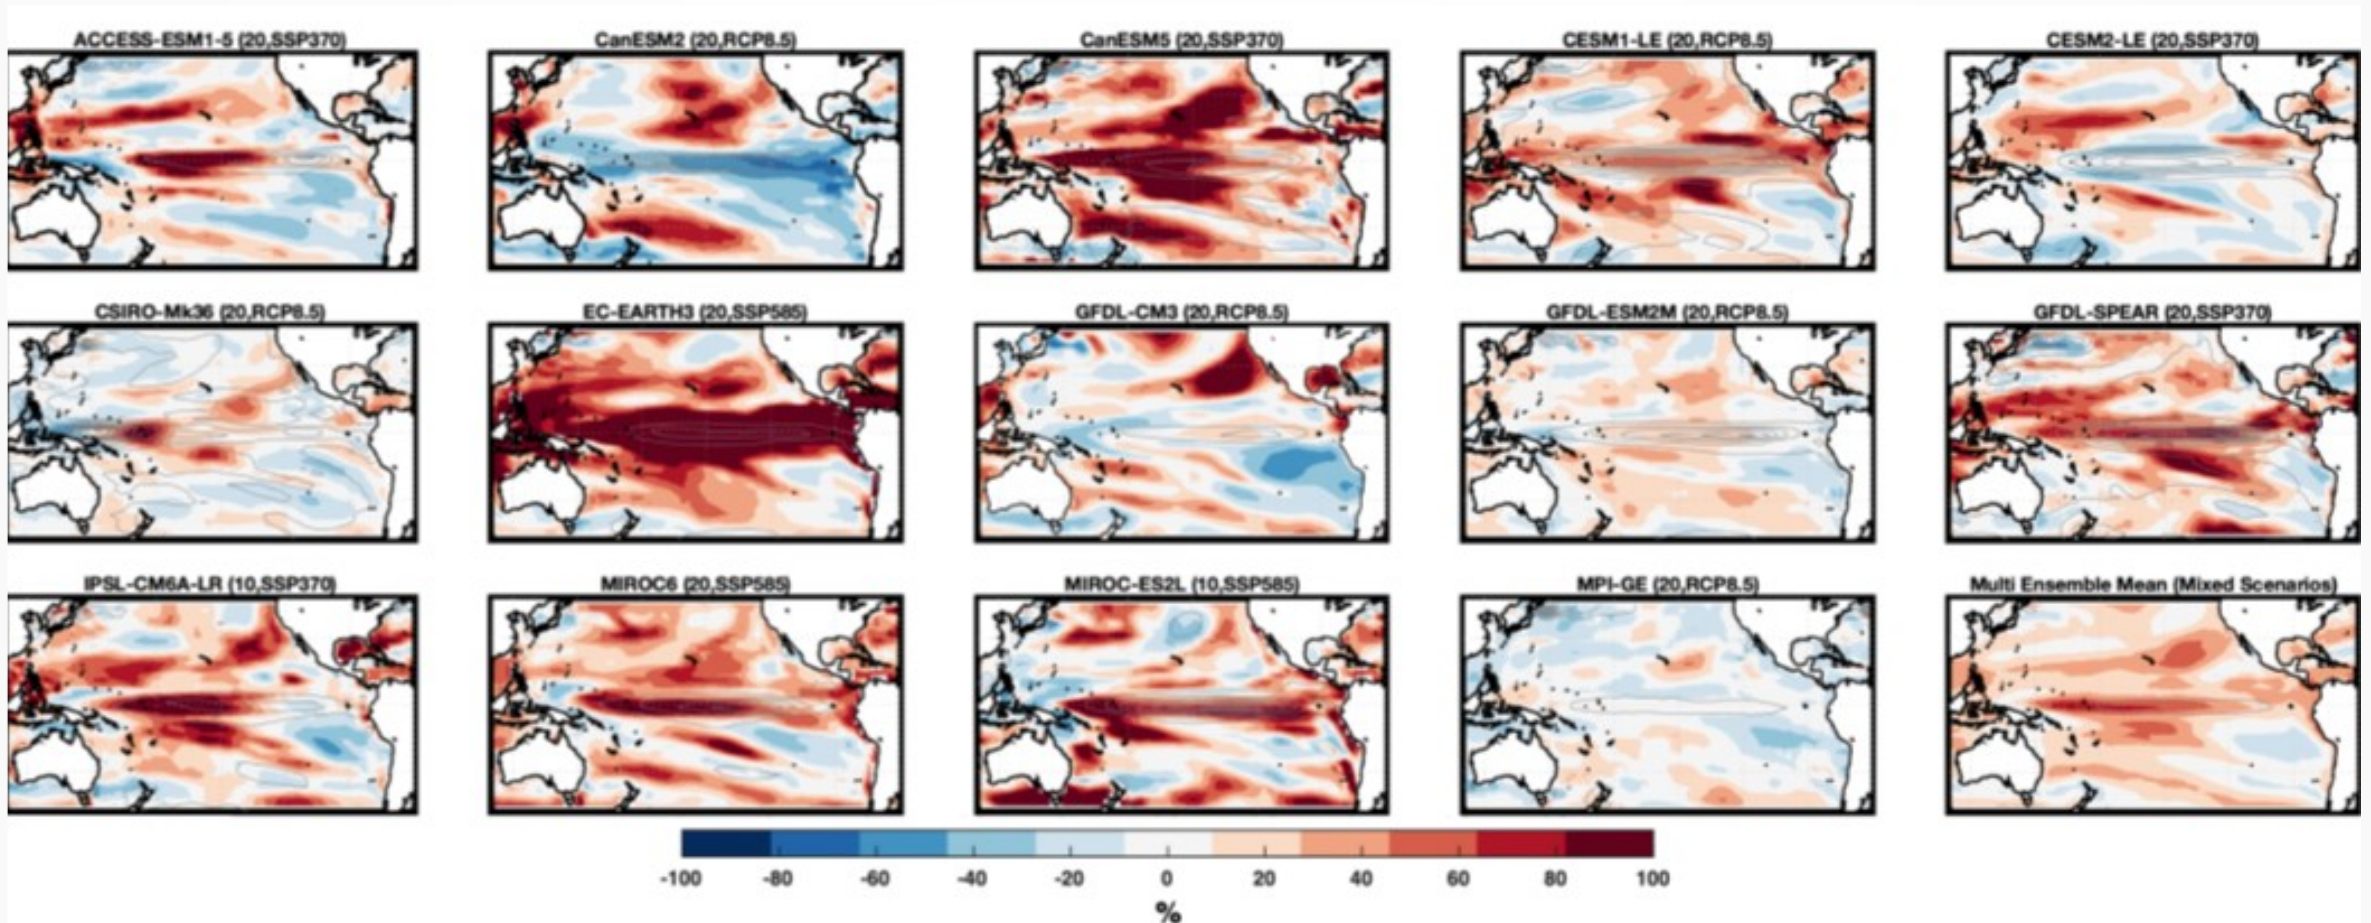 ACCESS-ESM1-5 (20,SSP370)
CanESM2 (20,RCP8.5)
CanESM5 (20,SSP370)
CESM1-LE (20,RCP8.5)
CESM2-LE (20,SSP370)
CSIRO-Mk36 (20,RCP8.5)
EC-EARTH3 (20,SSP585)
GFDL-CM3 (20,RCP8.5)
GFDL-ESM2M (20,RCP8.5)
GFDL-SPEAR (20,SSP370)
IPSL-CM6A-LR (10,SSP370)
MIROC6 (20,SSP585)
MIROC-ES2L (10,SSP585)
MPI-GE (20,RCP8.5)
Multi Ensemble Mean (Mixed Scenarios)
-100 -80 -60 -40 -20 0 20 40 60 80 100
%